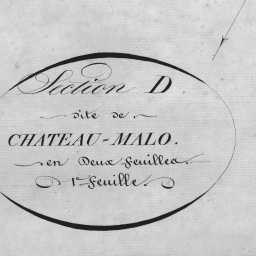 Section D.
dite de
CHATEAU-MALO.
en Deux feuilles.
1re feuille.